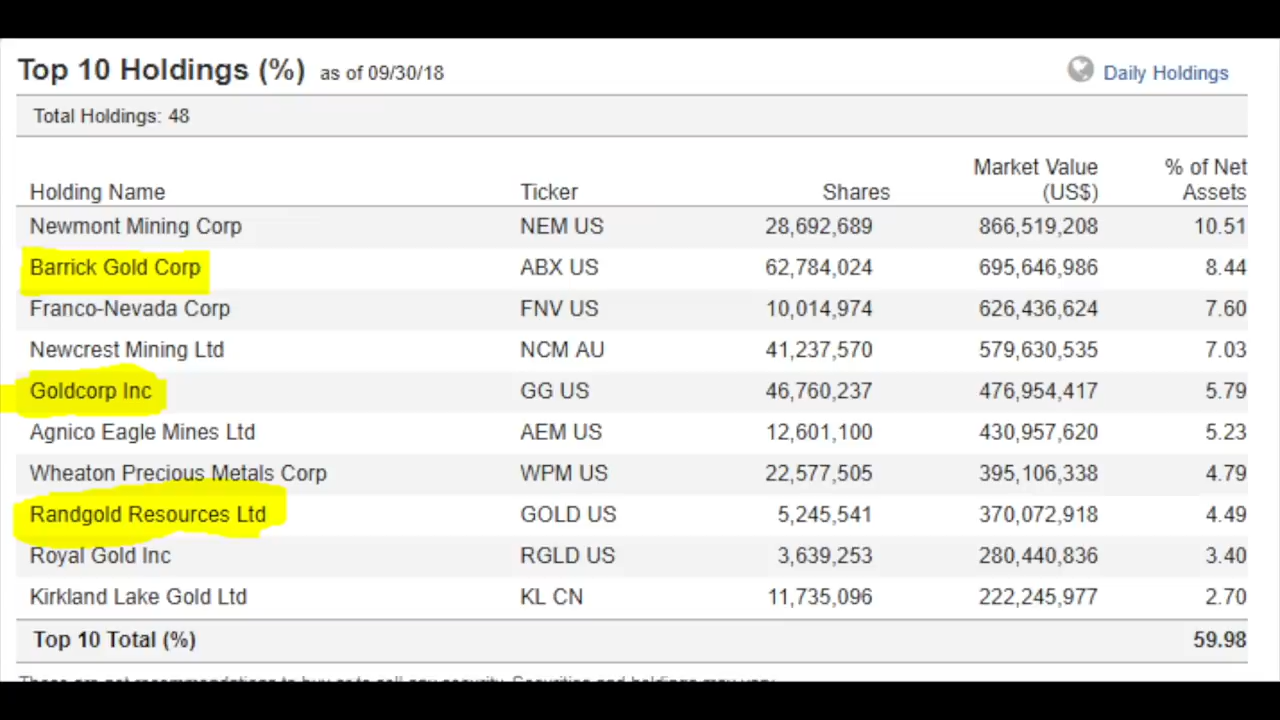 Top 10 Holdings (%) as of 09/30/18 Daily Holdings
Total Holdings: 48
Market Value % of Net
Holding Name Ticker Shares (US$) Assets
Newmont Mining Corp NEM US 28,692,689 866,519,208 10.51
Barrick Gold Corp ABX US 62,784,024 695,646,986 8.44
Franco-Nevada Corp FNV US 10,014,974 626,436,624 7.60
Newcrest Mining Ltd NCM AU 41,237,570 579,630,535 7.03
Goldcorp Inc GG US 46,760,237 476,954,417 5.79
Agnico Eagle Mines Ltd AEM US 12,601,100 430,957,620 5.23
Wheaton Precious Metals Corp WPM US 22,577,505 395,106,338 4.79
Randgold Resources Ltd GOLD US 5,245,541 370,072,918 4.49
Royal Gold Inc RGLD US 3,639,253 280,440,836 3.40
Kirkland Lake Gold Ltd KL CN 11,735,096 222,245,977 2.70
Top 10 Total (%) 59.98